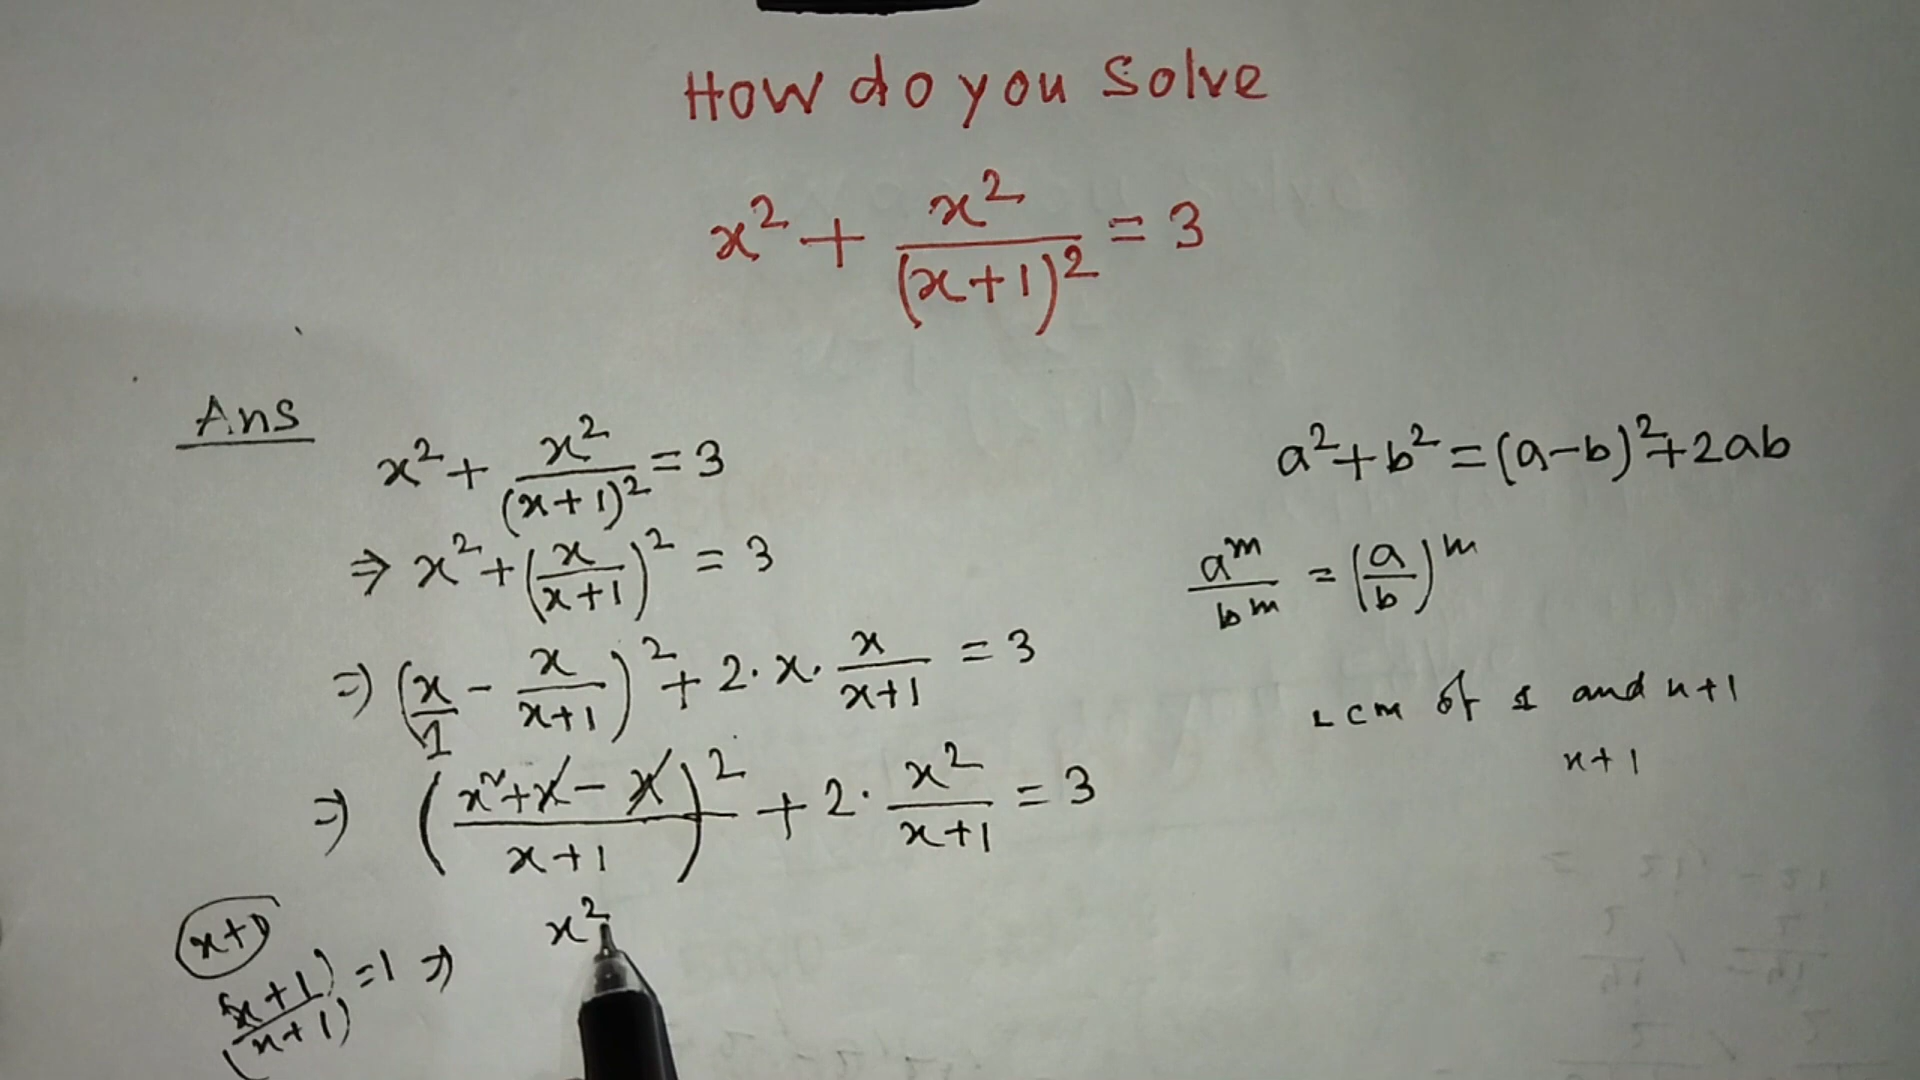 How do you Solve
x² + x²/(x+1)² = 3
Ans
x² + x²/(x+1)² = 3
a²+b² = (a-b)²+2ab
⇒ x² + (x/(x+1))² = 3
a^m/b^m = (a/b)^m
⇒ (x/1 - x/(x+1))² + 2·x·x/(x+1) = 3
LCM of 1 and x+1
x+1
⇒ ((x²+x-x)/(x+1))² + 2·x²/(x+1) = 3
x+1
(x+1)/(x+1) = 1 ⇒ x²